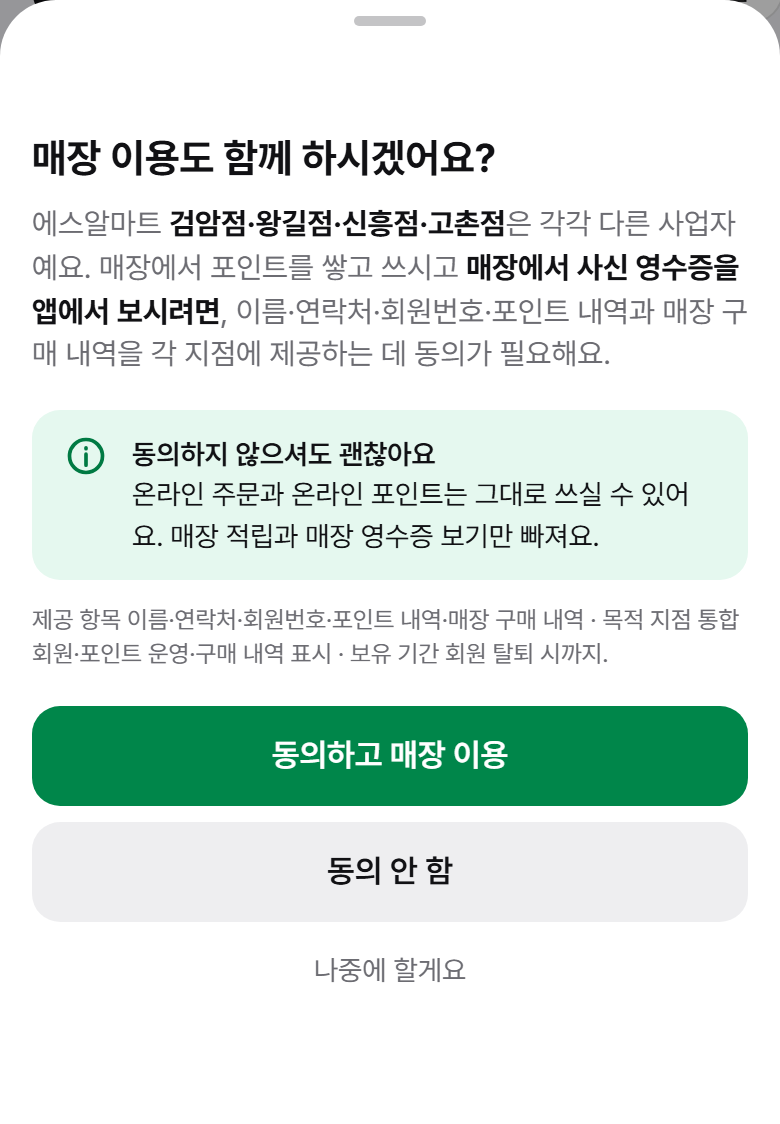 매장 이용도 함께 하시겠어요?
에스알마트 검암점·왕길점·신흥점·고촌점은 각각 다른 사업자
예요. 매장에서 포인트를 쌓고 쓰시고 매장에서 사신 영수증을
앱에서 보시려면, 이름·연락처·회원번호·포인트 내역과 매장 구
매 내역을 각 지점에 제공하는 데 동의가 필요해요.
동의하지 않으셔도 괜찮아요
온라인 주문과 온라인 포인트는 그대로 쓰실 수 있어
요. 매장 적립과 매장 영수증 보기만 빠져요.
제공 항목 이름·연락처·회원번호·포인트 내역·매장 구매 내역 · 목적 지점 통합
회원·포인트 운영·구매 내역 표시 · 보유 기간 회원 탈퇴 시까지.
동의하고 매장 이용
동의 안 함
나중에 할게요